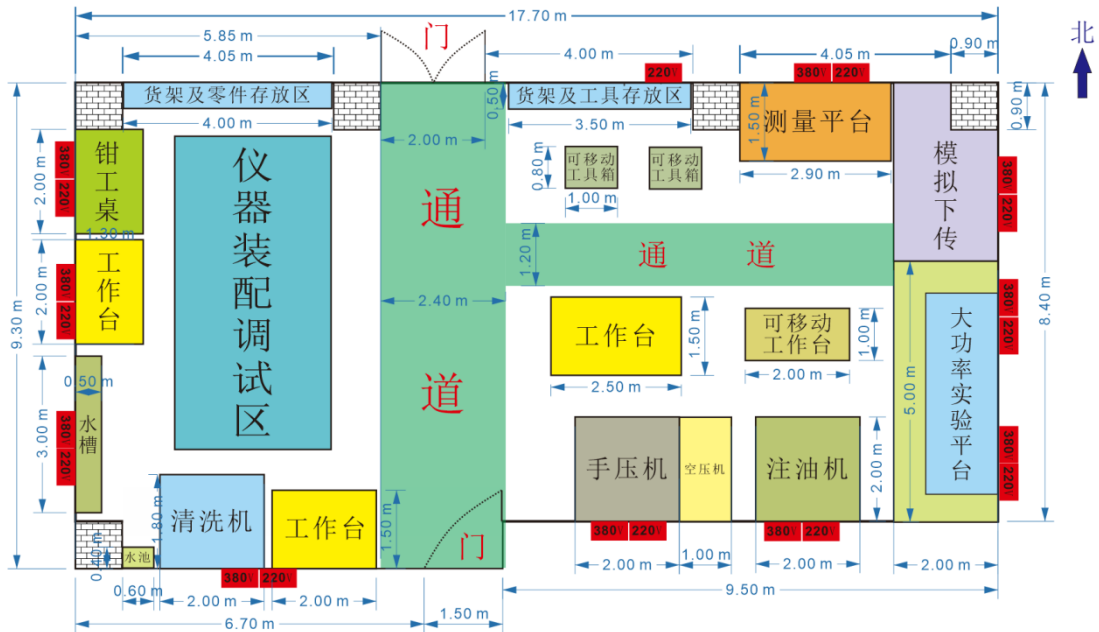 17.70 m
北
5.85 m
门
4.00 m
4.05 m
4.05 m
0.90 m
220V
380V 220V
货架及零件存放区
0.50 m
货架及工具存放区
0.90 m
4.00 m
2.00 m
3.50 m
1.50 m
测量平台
2.90 m
模拟下传
380V 220V
2.00 m
钳工桌
1.30 m
仪器装配调试区
通
道
0.80 m
可移动
工具箱
可移动
工具箱
1.00 m
380V 220V
1.20 m
通 道
2.00 m
380V 220V
工作台
2.40 m
工作台
1.50 m
2.50 m
可移动
工作台
1.00 m
2.00 m
380V 220V
大功率实验平台
5.00 m
8.40 m
9.30 m
0.50 m
3.00 m
380V 220V
水槽
手压机
空压机
注油机
2.00 m
380V 220V
1.80 m
清洗机
工作台
1.50 m
门
0.40 m
水池
380V 220V
380V 220V
380V 220V
0.60 m
2.00 m
2.00 m
2.00 m
1.00 m
2.00 m
2.00 m
6.70 m
1.50 m
9.50 m